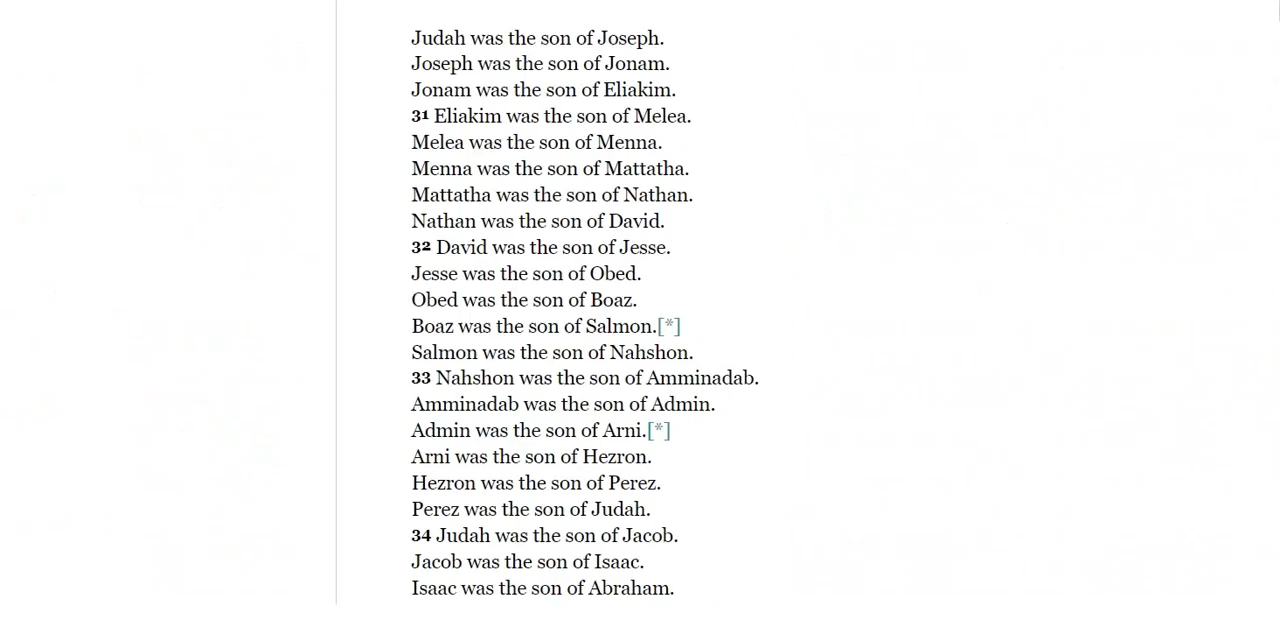 Judah was the son of Joseph.
Joseph was the son of Jonam.
Jonam was the son of Eliakim.
31 Eliakim was the son of Melea.
Melea was the son of Menna.
Menna was the son of Mattatha.
Mattatha was the son of Nathan.
Nathan was the son of David.
32 David was the son of Jesse.
Jesse was the son of Obed.
Obed was the son of Boaz.
Boaz was the son of Salmon.[*]
Salmon was the son of Nahshon.
33 Nahshon was the son of Amminadab.
Amminadab was the son of Admin.
Admin was the son of Arni.[*]
Arni was the son of Hezron.
Hezron was the son of Perez.
Perez was the son of Judah.
34 Judah was the son of Jacob.
Jacob was the son of Isaac.
Isaac was the son of Abraham.